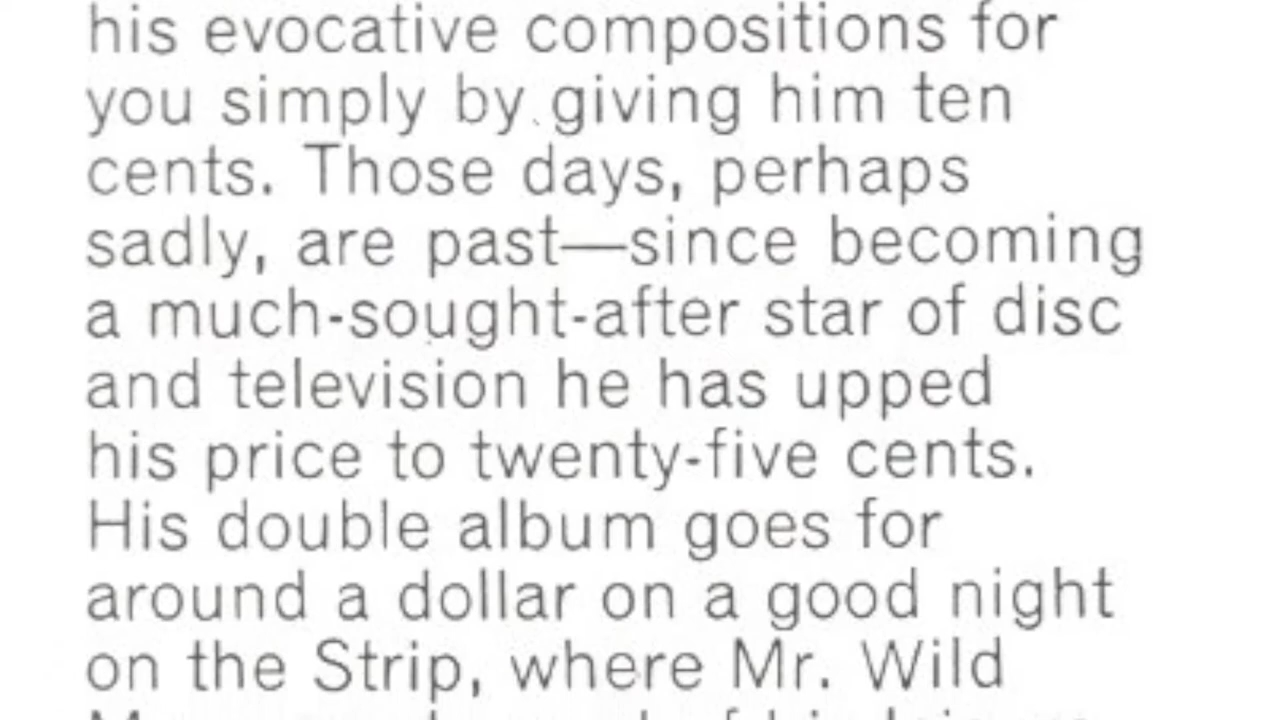 his evocative compositions for
you simply by giving him ten
cents. Those days, perhaps
sadly, are past—since becoming
a much-sought-after star of disc
and television he has upped
his price to twenty-five cents.
His double album goes for
around a dollar on a good night
on the Strip, where Mr. Wild